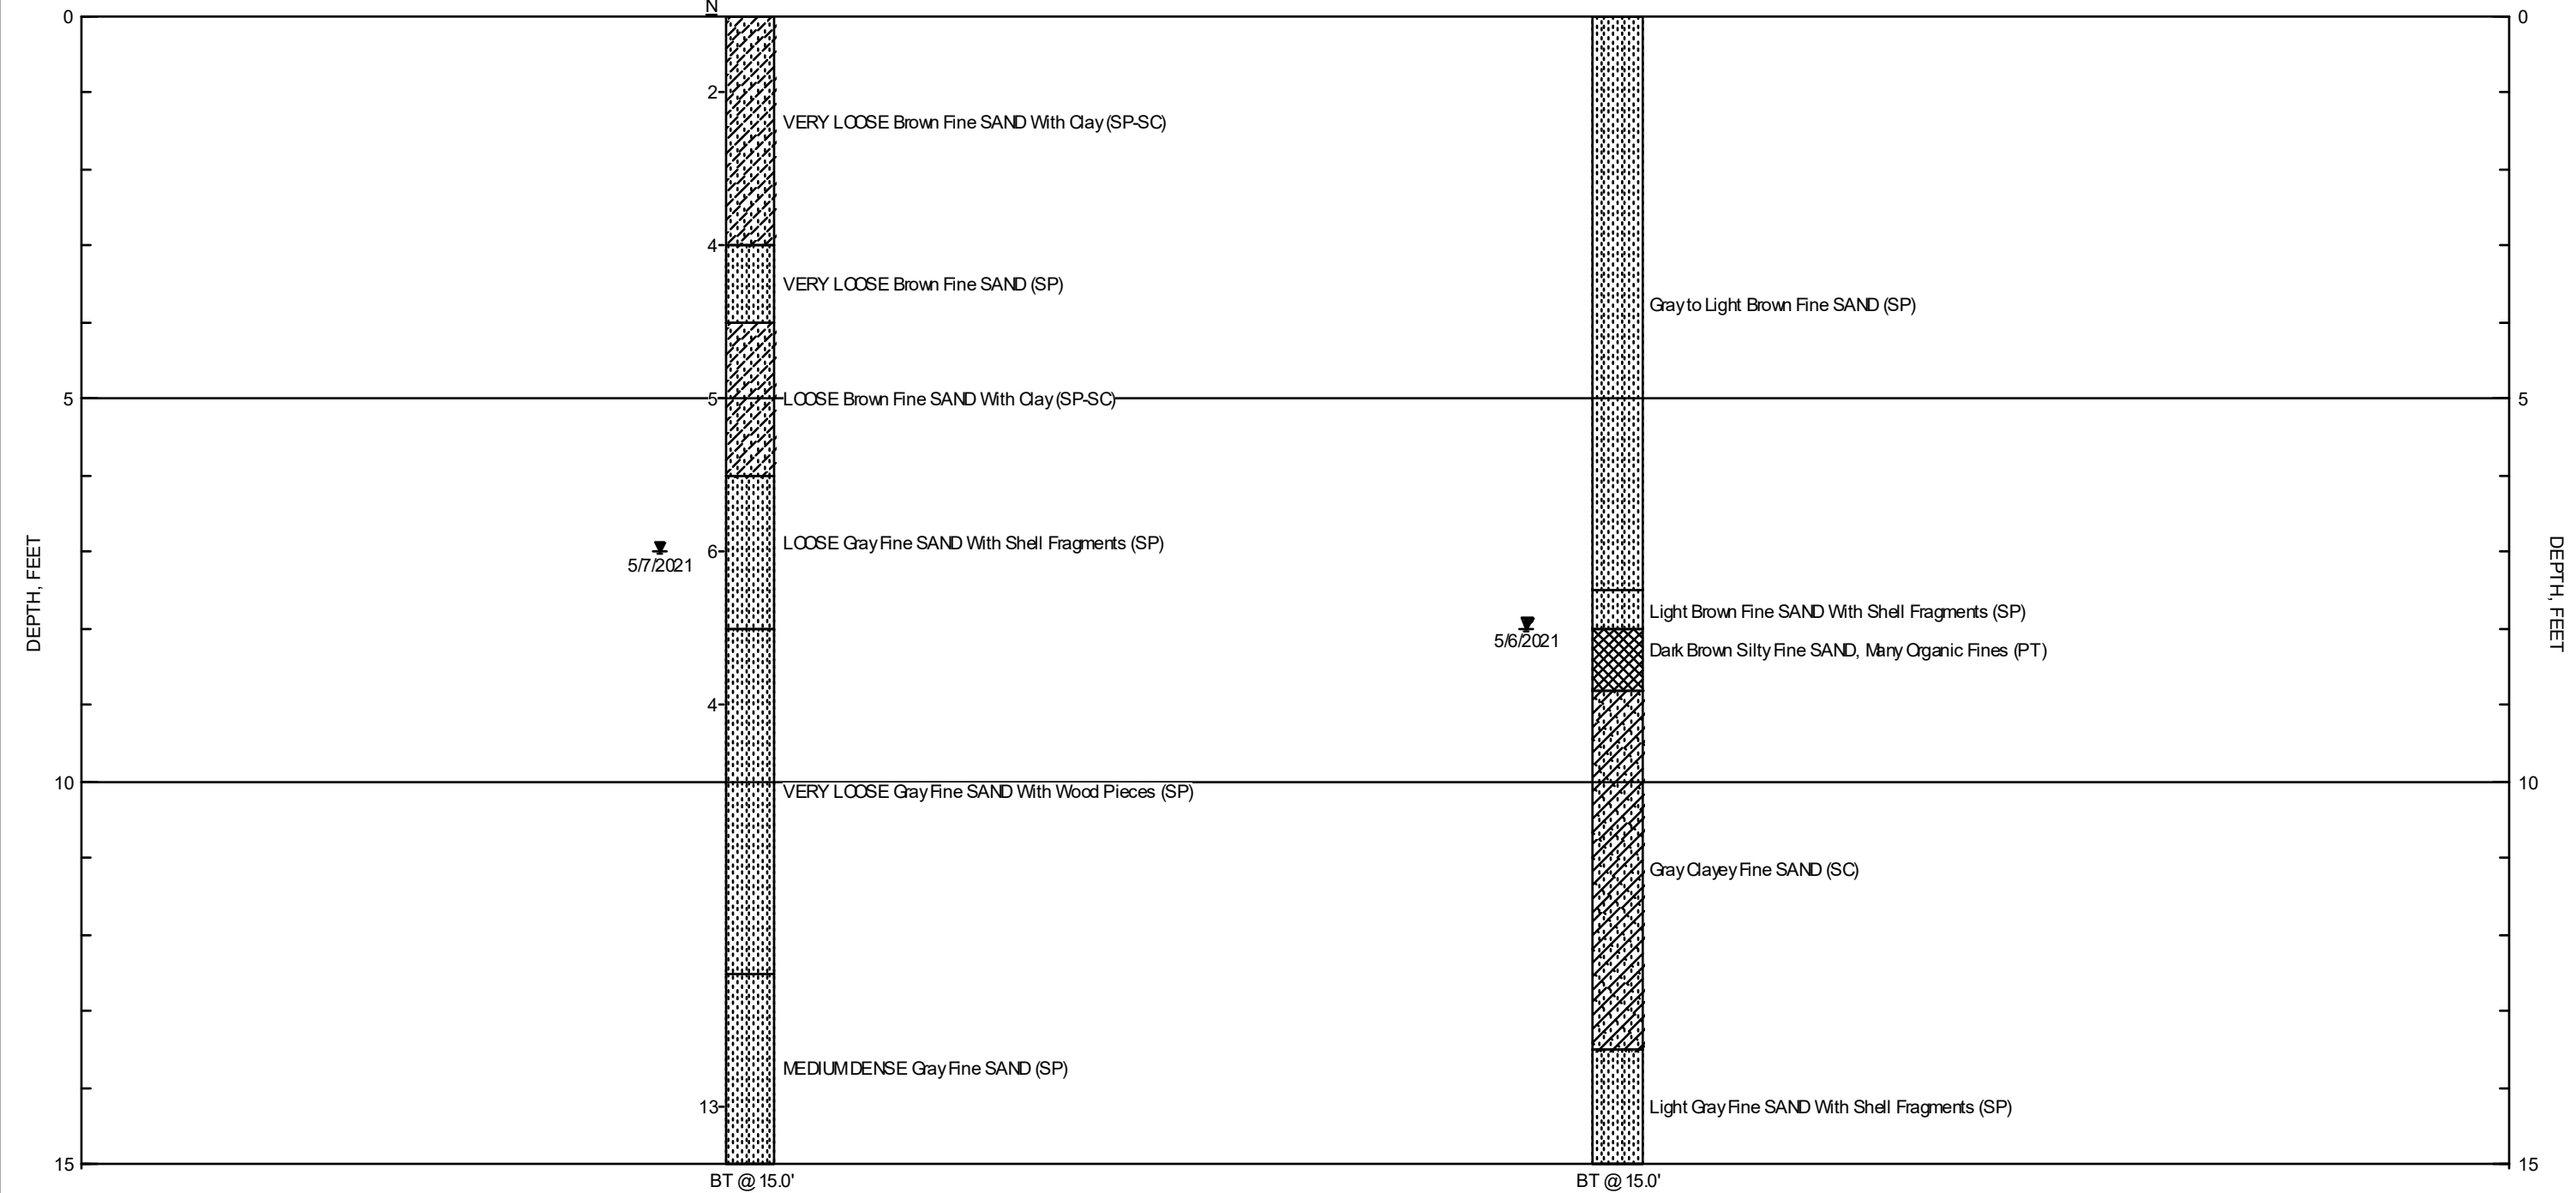 N
0
0
2
VERY LOOSE Brown Fine SAND With Clay (SP-SC)
4
VERY LOOSE Brown Fine SAND (SP)
Gray to Light Brown Fine SAND (SP)
5
5
LOOSE Brown Fine SAND With Clay (SP-SC)
5
DEPTH, FEET
5/7/2021
6
LOOSE Gray Fine SAND With Shell Fragments (SP)
DEPTH, FEET
Light Brown Fine SAND With Shell Fragments (SP)
5/6/2021
Dark Brown Silty Fine SAND, Many Organic Fines (PT)
4
10
VERY LOOSE Gray Fine SAND With Wood Pieces (SP)
10
Gray Clayey Fine SAND (SC)
MEDIUM DENSE Gray Fine SAND (SP)
13
Light Gray Fine SAND With Shell Fragments (SP)
15
15
BT @ 15.0'
BT @ 15.0'